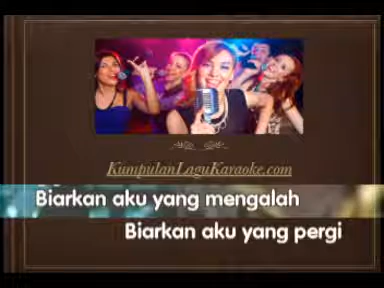 KumpulanLaguKaraoke.com
Biarkan aku yang mengalah
Biarkan aku yang pergi